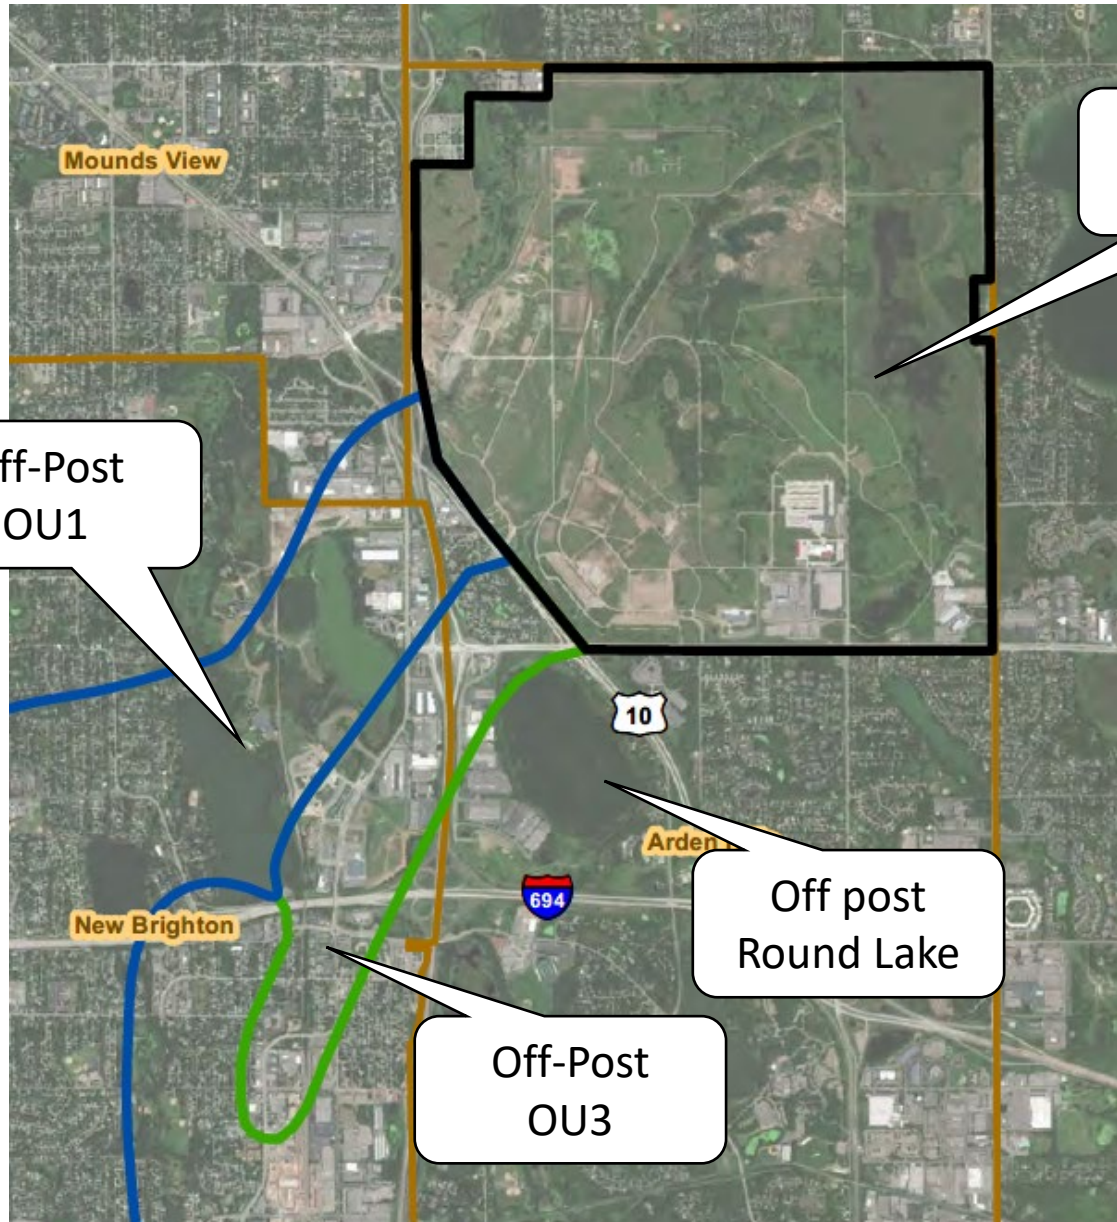 Mounds View
ff-Post
OU1
10
Arden
694
Off post
Round Lake
New Brighton
Off-Post
OU3